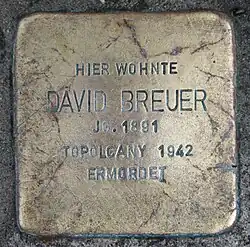 HIER WOHNTE
DAVID BREUER
JG. 1891
TOPOLCANY 1942
ERMORDET